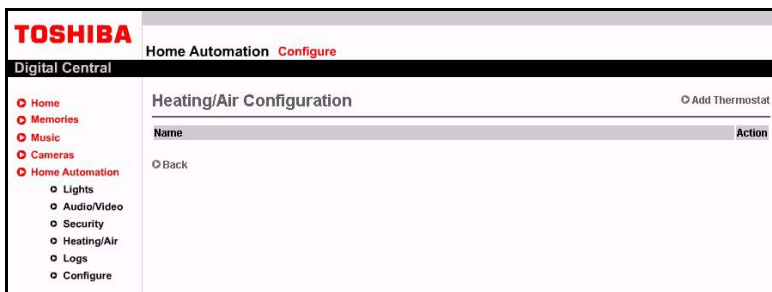 TOSHIBA
Home Automation Configure
Digital Central
Home
Memories
Music
Cameras
Home Automation
Lights
Audio/Video
Security
Heating/Air
Logs
Configure
Heating/Air Configuration
Add Thermostat
Name Action
Back